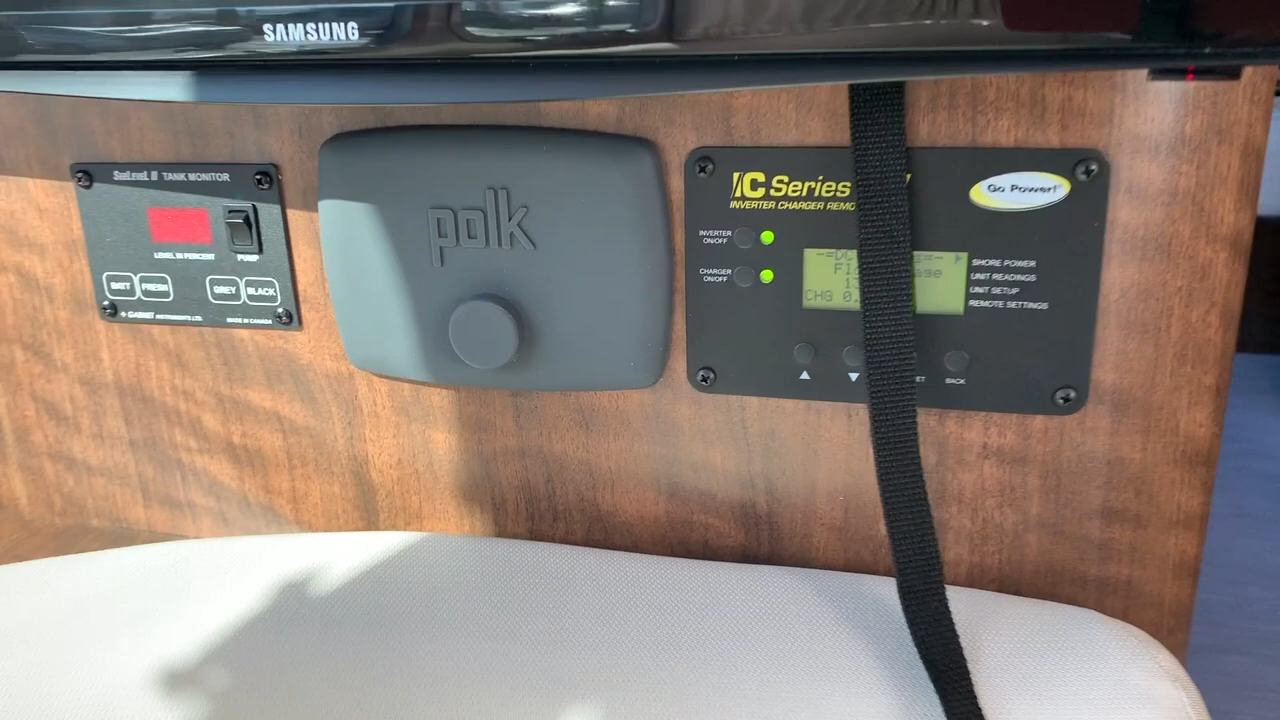 SAMSUNG
SeeLeveL II TANK MONITOR
LEVEL IN PERCENT
PUMP
BATT
FRESH
GREY
BLACK
GARNET INSTRUMENTS LTD.
MADE IN CANADA
polk
IC Series
INVERTER CHARGER
Go Power!
INVERTER
ON/OFF
CHARGER
ON/OFF
CHG
SHORE POWER
UNIT READINGS
UNIT SETUP
REMOTE SETTINGS
BACK